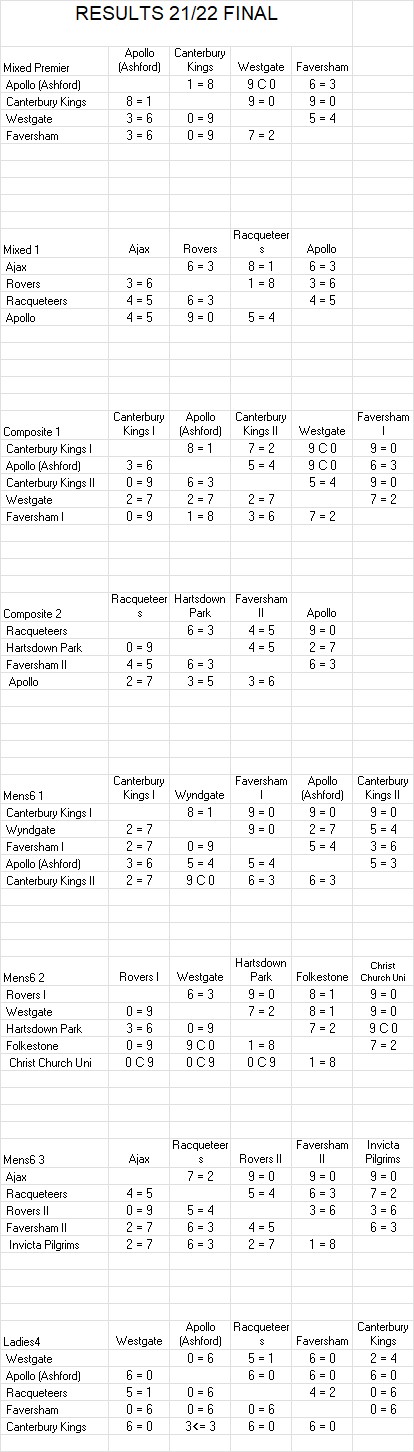 RESULTS 21/22 FINAL
Mixed Premier Apollo (Ashford) Canterbury Kings Westgate Faversham
Apollo (Ashford) 1 = 8 9 C 0 6 = 3
Canterbury Kings 8 = 1 9 = 0 9 = 0
Westgate 3 = 6 0 = 9 5 = 4
Faversham 3 = 6 0 = 9 7 = 2
Mixed 1 Ajax Rovers Racqueteers Apollo
Ajax 6 = 3 8 = 1 6 = 3
Rovers 3 = 6 1 = 8 3 = 6
Racqueteers 4 = 5 6 = 3 4 = 5
Apollo 4 = 5 9 = 0 5 = 4
Composite 1 Canterbury Kings I Apollo (Ashford) Canterbury Kings II Westgate Faversham I
Canterbury Kings I 8 = 1 7 = 2 9 C 0 9 = 0
Apollo (Ashford) 3 = 6 5 = 4 9 C 0 6 = 3
Canterbury Kings II 0 = 9 6 = 3 5 = 4 9 = 0
Westgate 2 = 7 2 = 7 2 = 7 7 = 2
Faversham I 0 = 9 1 = 8 3 = 6 7 = 2
Composite 2 Racqueteers Hartsdown Park Faversham II Apollo
Racqueteers 6 = 3 4 = 5 9 = 0
Hartsdown Park 0 = 9 4 = 5 2 = 7
Faversham II 4 = 5 6 = 3 6 = 3
Apollo 2 = 7 3 = 5 3 = 6
Mens6 1 Canterbury Kings I Wyndgate Faversham I Apollo (Ashford) Canterbury Kings II
Canterbury Kings I 8 = 1 9 = 0 9 = 0 9 = 0
Wyndgate 2 = 7 9 = 0 2 = 7 5 = 4
Faversham I 2 = 7 0 = 9 5 = 4 3 = 6
Apollo (Ashford) 3 = 6 5 = 4 5 = 4 5 = 3
Canterbury Kings II 2 = 7 9 C 0 6 = 3 6 = 3
Mens6 2 Rovers I Westgate Hartsdown Park Folkestone Christ Church Uni
Rovers I 6 = 3 9 = 0 8 = 1 9 = 0
Westgate 0 = 9 7 = 2 8 = 1 9 = 0
Hartsdown Park 3 = 6 0 = 9 7 = 2 9 C 0
Folkestone 0 = 9 9 C 0 1 = 8 7 = 2
Christ Church Uni 0 C 9 0 C 9 0 C 9 1 = 8
Mens6 3 Ajax Racqueteers Rovers II Faversham II Invicta Pilgrims
Ajax 7 = 2 9 = 0 9 = 0 9 = 0
Racqueteers 4 = 5 5 = 4 6 = 3 7 = 2
Rovers II 0 = 9 5 = 4 3 = 6 3 = 6
Faversham II 2 = 7 6 = 3 4 = 5 6 = 3
Invicta Pilgrims 2 = 7 6 = 3 2 = 7 1 = 8
Ladies4 Westgate Apollo (Ashford) Racqueteers Faversham Canterbury Kings
Westgate 0 = 6 5 = 1 6 = 0 2 = 4
Apollo (Ashford) 6 = 0 6 = 0 6 = 0 6 = 0
Racqueteers 5 = 1 0 = 6 4 = 2 0 = 6
Faversham 0 = 6 0 = 6 0 = 6 0 = 6
Canterbury Kings 6 = 0 3<= 3 6 = 0 6 = 0